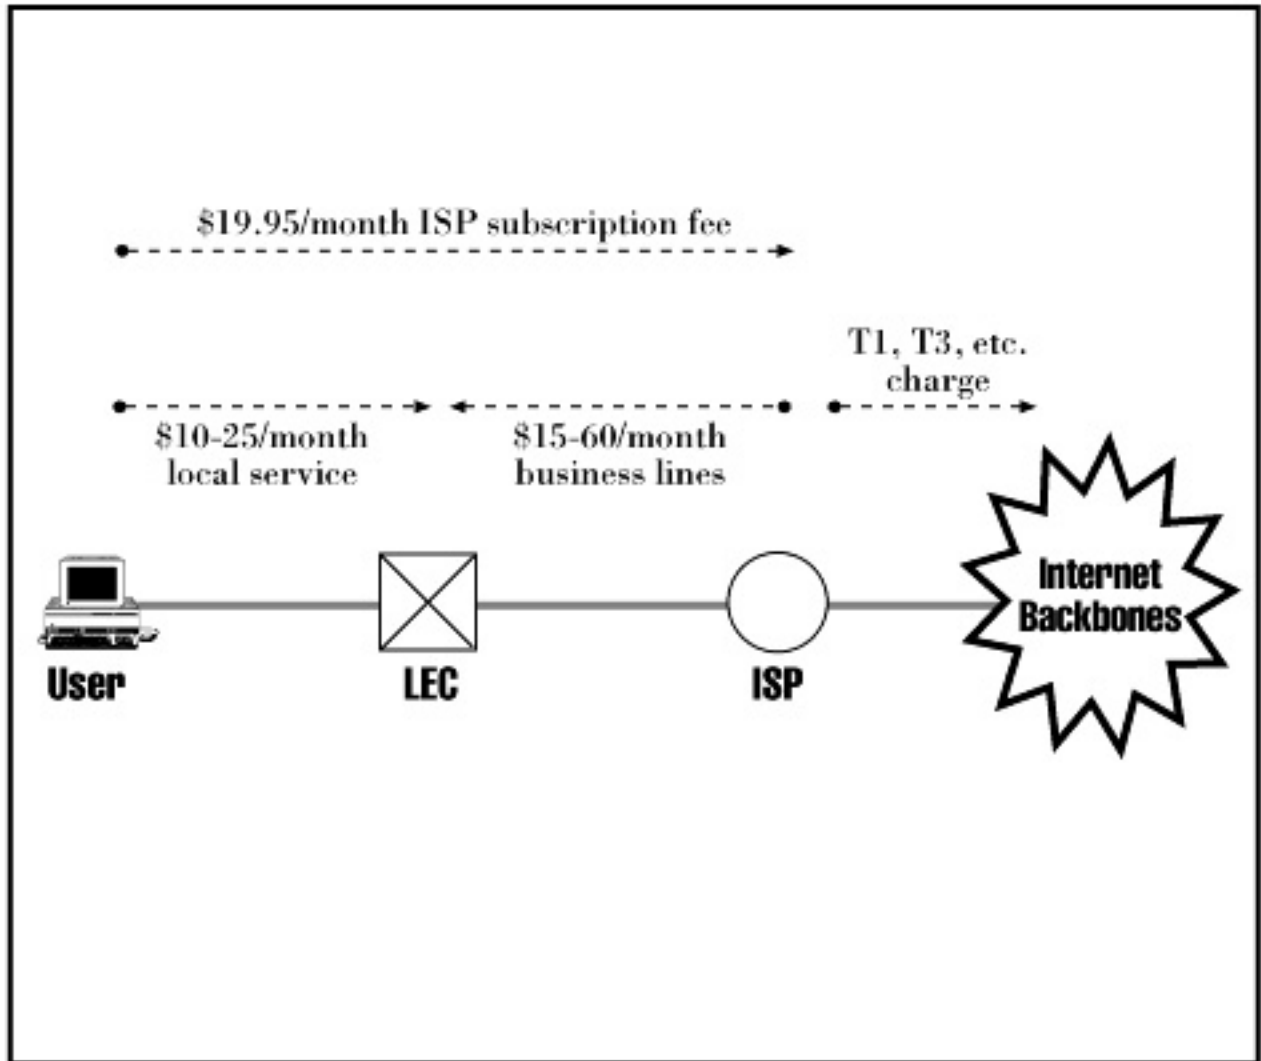 $19.95/month ISP subscription fee
T1, T3, etc.
charge
$10-25/month
local service
$15-60/month
business lines
Internet
Backbones
User
LEC
ISP